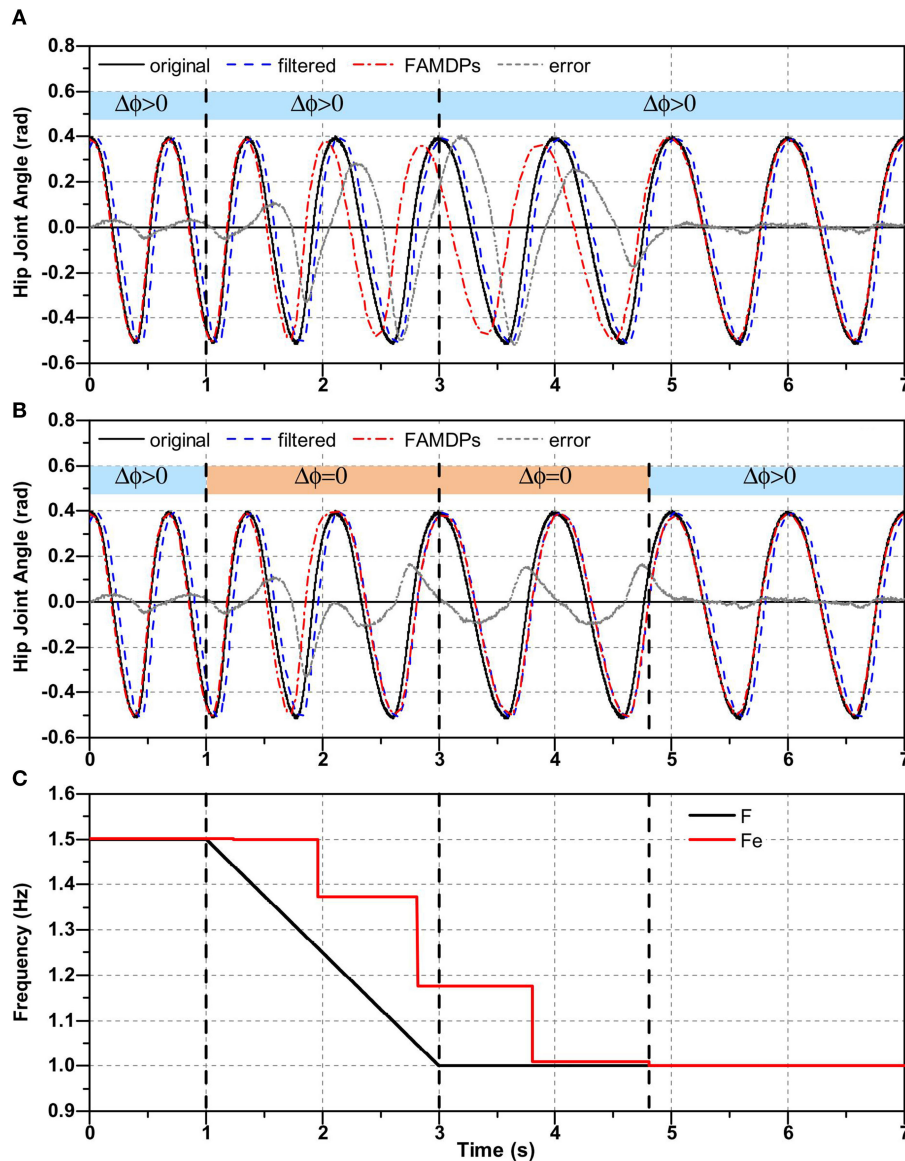 A
0.8
0.6
0.4
0.2
0.0
-0.2
-0.4
-0.6
Hip Joint Angle (rad)
original filtered FAMDPs error
Δϕ>0 Δϕ>0 Δϕ>0
0 1 2 3 4 5 6 7
B
0.8
0.6
0.4
0.2
0.0
-0.2
-0.4
-0.6
Hip Joint Angle (rad)
original filtered FAMDPs error
Δϕ>0 Δϕ=0 Δϕ=0 Δϕ>0
0 1 2 3 4 5 6 7
C
1.6
1.5
1.4
1.3
1.2
1.1
1.0
0.9
Frequency (Hz)
F
Fe
0 1 2 3 4 5 6 7
Time (s)